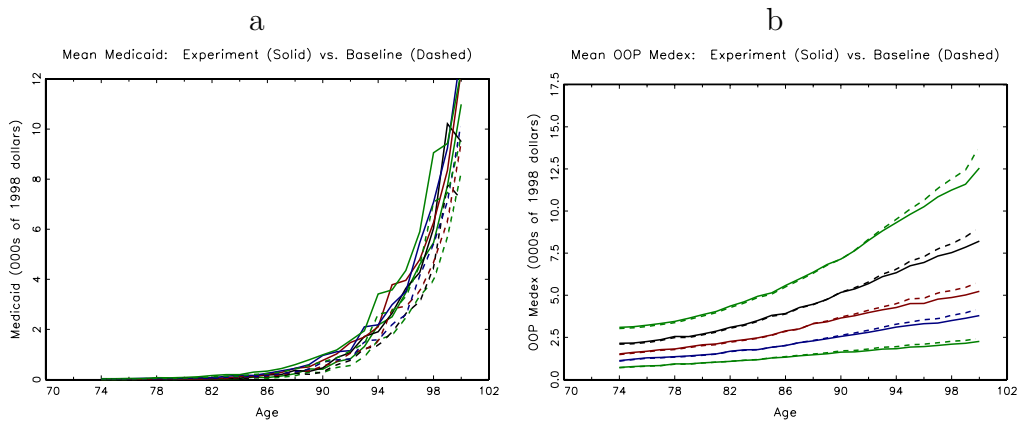 a
Mean Medicaid: Experiment (Solid) vs. Baseline (Dashed)
Medicaid (000s of 1998 dollars)
12
10
8
6
4
2
0
70 74 78 82 86 90 94 98 102
Age
b
Mean OOP Medex: Experiment (Solid) vs. Baseline (Dashed)
OOP Medex (000s of 1998 dollars)
17.5
15.0
12.5
10.0
7.5
5.0
2.5
0.0
70 74 78 82 86 90 94 98 102
Age